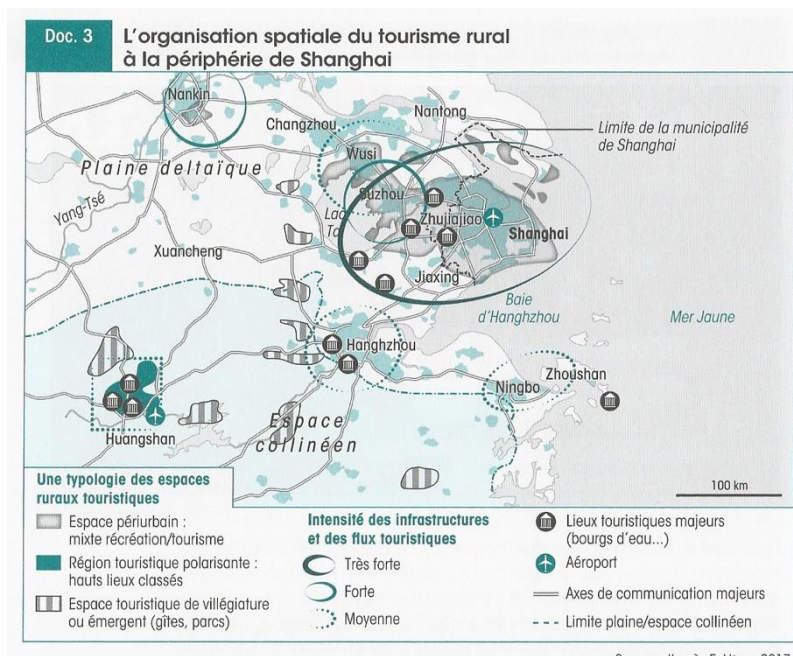 Doc. 3
L'organisation spatiale du tourisme rural
à la périphérie de Shanghai
Nankin
Changzhou
Nantong
Limite de la municipalité
de Shanghai
Wusi
Plaine deltaïque
Suzhou
Yang-Tsé
Zhujiajiao
Shanghai
Xuancheng
Jiaxing
Baie
d'Hanghzhou
Mer Jaune
Hanghzhou
Zhoushan
Ningbo
Huangshan
Espace
collinéen
100 km
Une typologie des espaces
ruraux touristiques
Espace périurbain :
mixte récréation/tourisme
Région touristique polarisante :
hauts lieux classés
Espace touristique de villégiature
ou émergent (gîtes, parcs)
Intensité des infrastructures
et des flux touristiques
Très forte
Forte
Moyenne
Lieux touristiques majeurs
(bourgs d'eau...)
Aéroport
Axes de communication majeurs
Limite plaine/espace collinéen